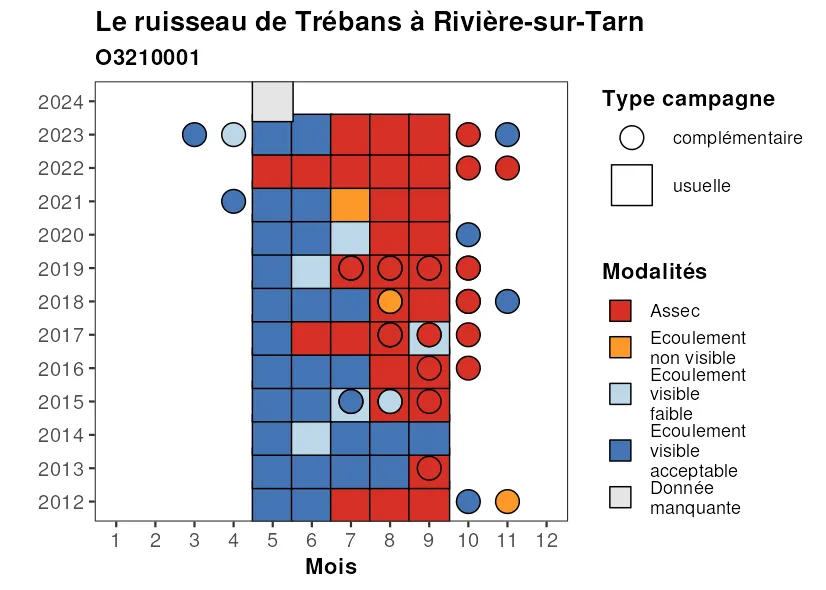 Le ruisseau de Trébans à Rivière-sur-Tarn
O3210001
2024
2023
2022
2021
2020
2019
2018
2017
2016
2015
2014
2013
2012
1 2 3 4 5 6 7 8 9 10 11 12
Mois
Type campagne
complémentaire
usuelle
Modalités
Assec
Ecoulement
non visible
Ecoulement
visible
faible
Ecoulement
visible
acceptable
Donnée
manquante